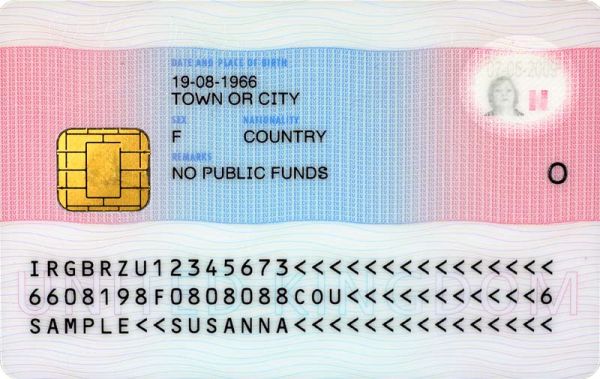 DATE AND PLACE OF BIRTH
19-08-1966
TOWN OR CITY
SEX NATIONALITY
F COUNTRY
REMARKS
NO PUBLIC FUNDS
O
IRGBRZU12345673<<<<<<<<<<<<<<<
UNITED KINGDOM
6608198F0808088COU<<<<<<<<<<<6
SAMPLE<<SUSANNA<<<<<<<<<<<<<<<